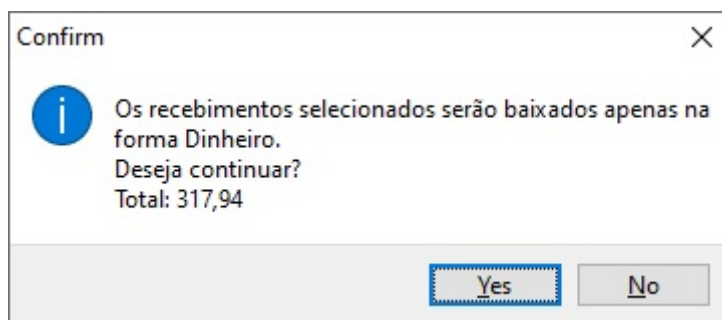 Confirm
Os recebimentos selecionados serão baixados apenas na
forma Dinheiro.
Deseja continuar?
Total: 317,94
Yes
No